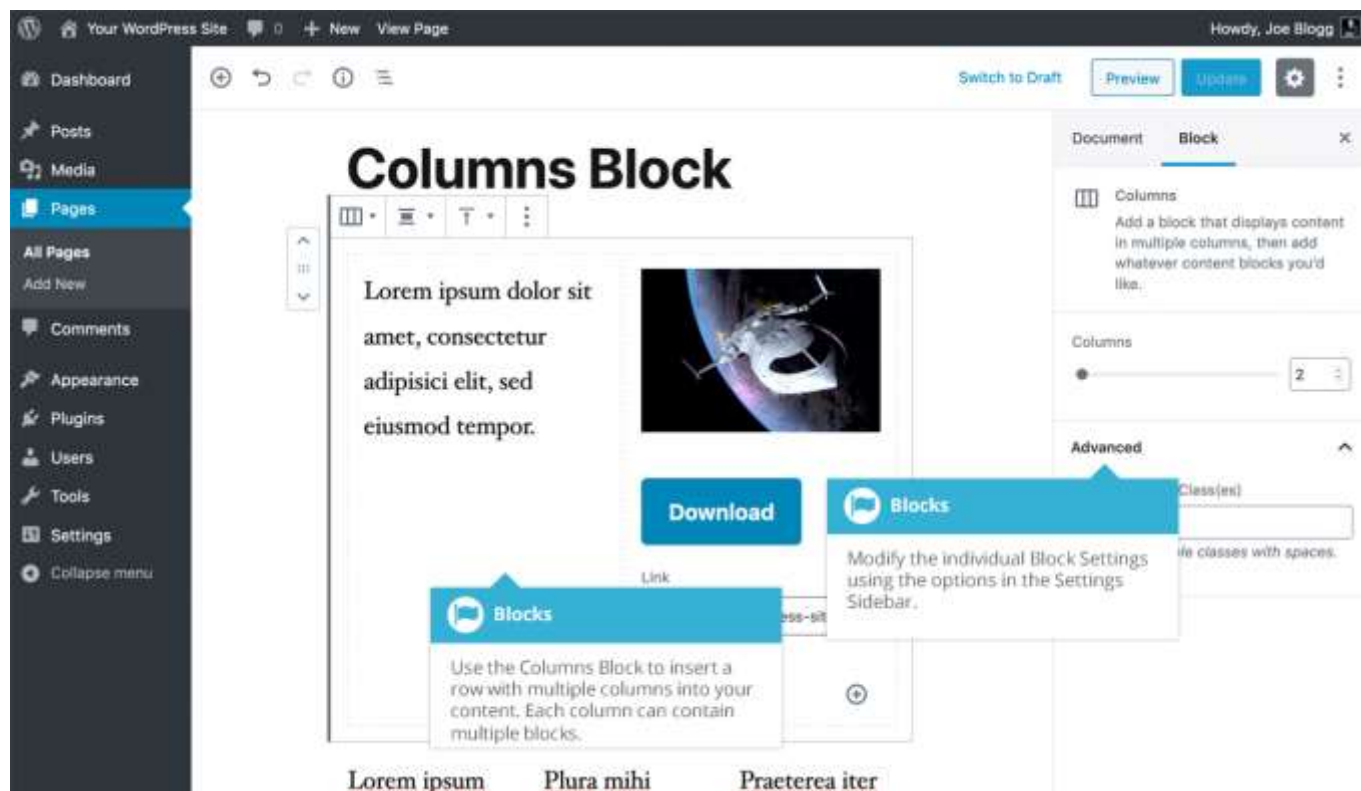 Your WordPress Site 0 New View Page Howdy, Joe Blogg
Dashboard
Posts
Media
Pages
All Pages
Add New
Comments
Appearance
Plugins
Users
Tools
Settings
Collapse menu
Switch to Draft Preview Update
Columns Block
Lorem ipsum dolor sit
amet, consectetur
adipisici elit, sed
eiusmod tempor.
Download
Link
ess-sit
Blocks
Use the Columns Block to insert a
row with multiple columns into your
content. Each column can contain
multiple blocks.
Lorem ipsum Plura mihi Praeterea iter
Document Block
Columns
Add a block that displays content
in multiple columns, then add
whatever content blocks you'd
like.
Columns
2
Advanced
Class(es)
ple classes with spaces.
Blocks
Modify the individual Block Settings
using the options in the Settings
Sidebar.